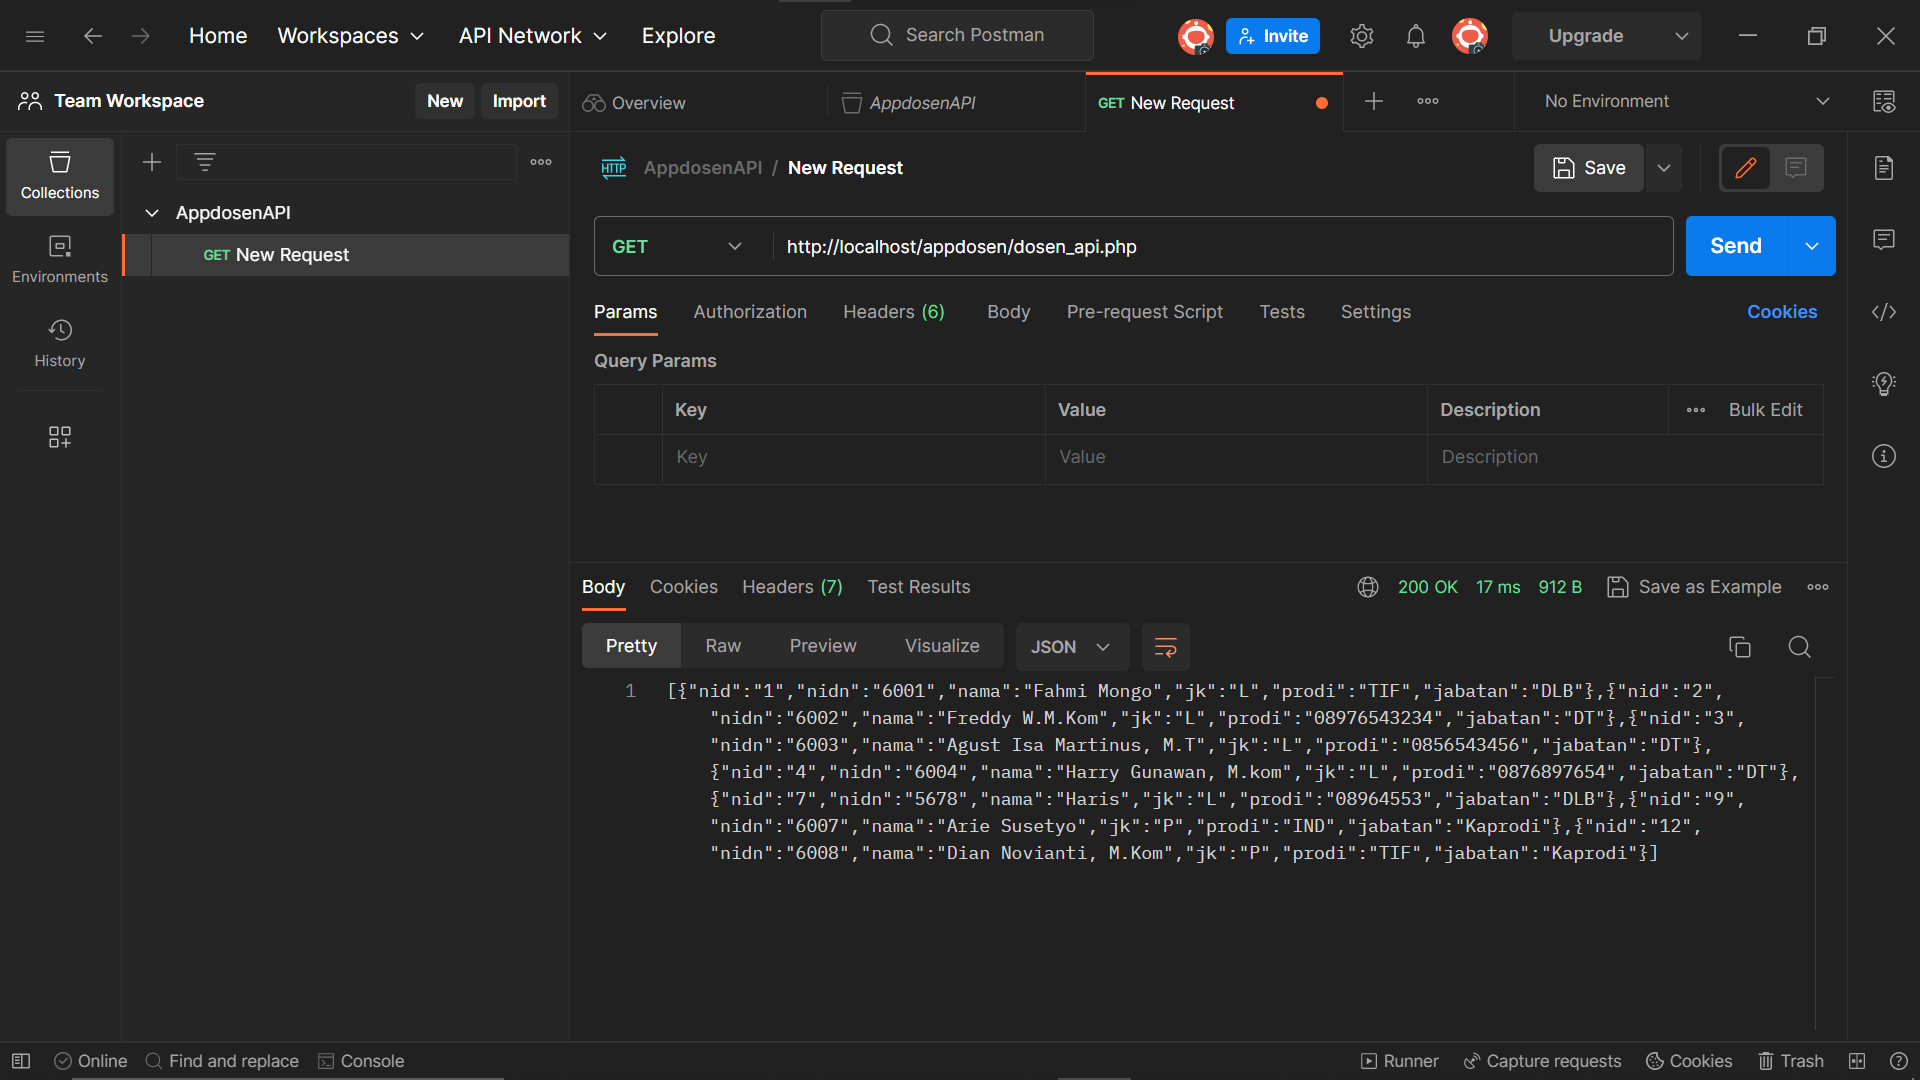 Home Workspaces API Network Explore Search Postman Invite Upgrade
Team Workspace New Import Overview AppdosenAPI GET New Request No Environment
Collections
Environments
History
AppdosenAPI
GET New Request
HTTP AppdosenAPI / New Request Save
GET http://localhost/appdosen/dosen_api.php Send
Params Authorization Headers (6) Body Pre-request Script Tests Settings Cookies
Query Params
Key Value Description Bulk Edit
Key Value Description
Body Cookies Headers (7) Test Results 200 OK 17 ms 912 B Save as Example
Pretty Raw Preview Visualize JSON
1 [{"nid":"1","nidn":"6001","nama":"Fahmi Mongo","jk":"L","prodi":"TIF","jabatan":"DLB"},{"nid":"2",
"nidn":"6002","nama":"Freddy W.M.Kom","jk":"L","prodi":"08976543234","jabatan":"DT"},{"nid":"3",
"nidn":"6003","nama":"Agust Isa Martinus, M.T","jk":"L","prodi":"0856543456","jabatan":"DT"},
{"nid":"4","nidn":"6004","nama":"Harry Gunawan, M.kom","jk":"L","prodi":"0876897654","jabatan":"DT"},
{"nid":"7","nidn":"5678","nama":"Haris","jk":"L","prodi":"08964553","jabatan":"DLB"},{"nid":"9",
"nidn":"6007","nama":"Arie Susetyo","jk":"P","prodi":"IND","jabatan":"Kaprodi"},{"nid":"12",
"nidn":"6008","nama":"Dian Novianti, M.Kom","jk":"P","prodi":"TIF","jabatan":"Kaprodi"}]
Online Find and replace Console Runner Capture requests Cookies Trash